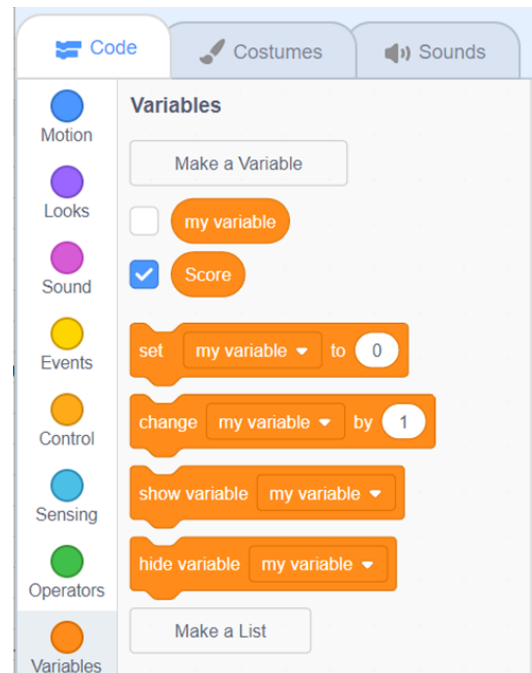 Code Costumes Sounds
Motion
Looks
Sound
Events
Control
Sensing
Operators
Variables
Variables
Make a Variable
my variable
Score
set my variable to 0
change my variable by 1
show variable my variable
hide variable my variable
Make a List